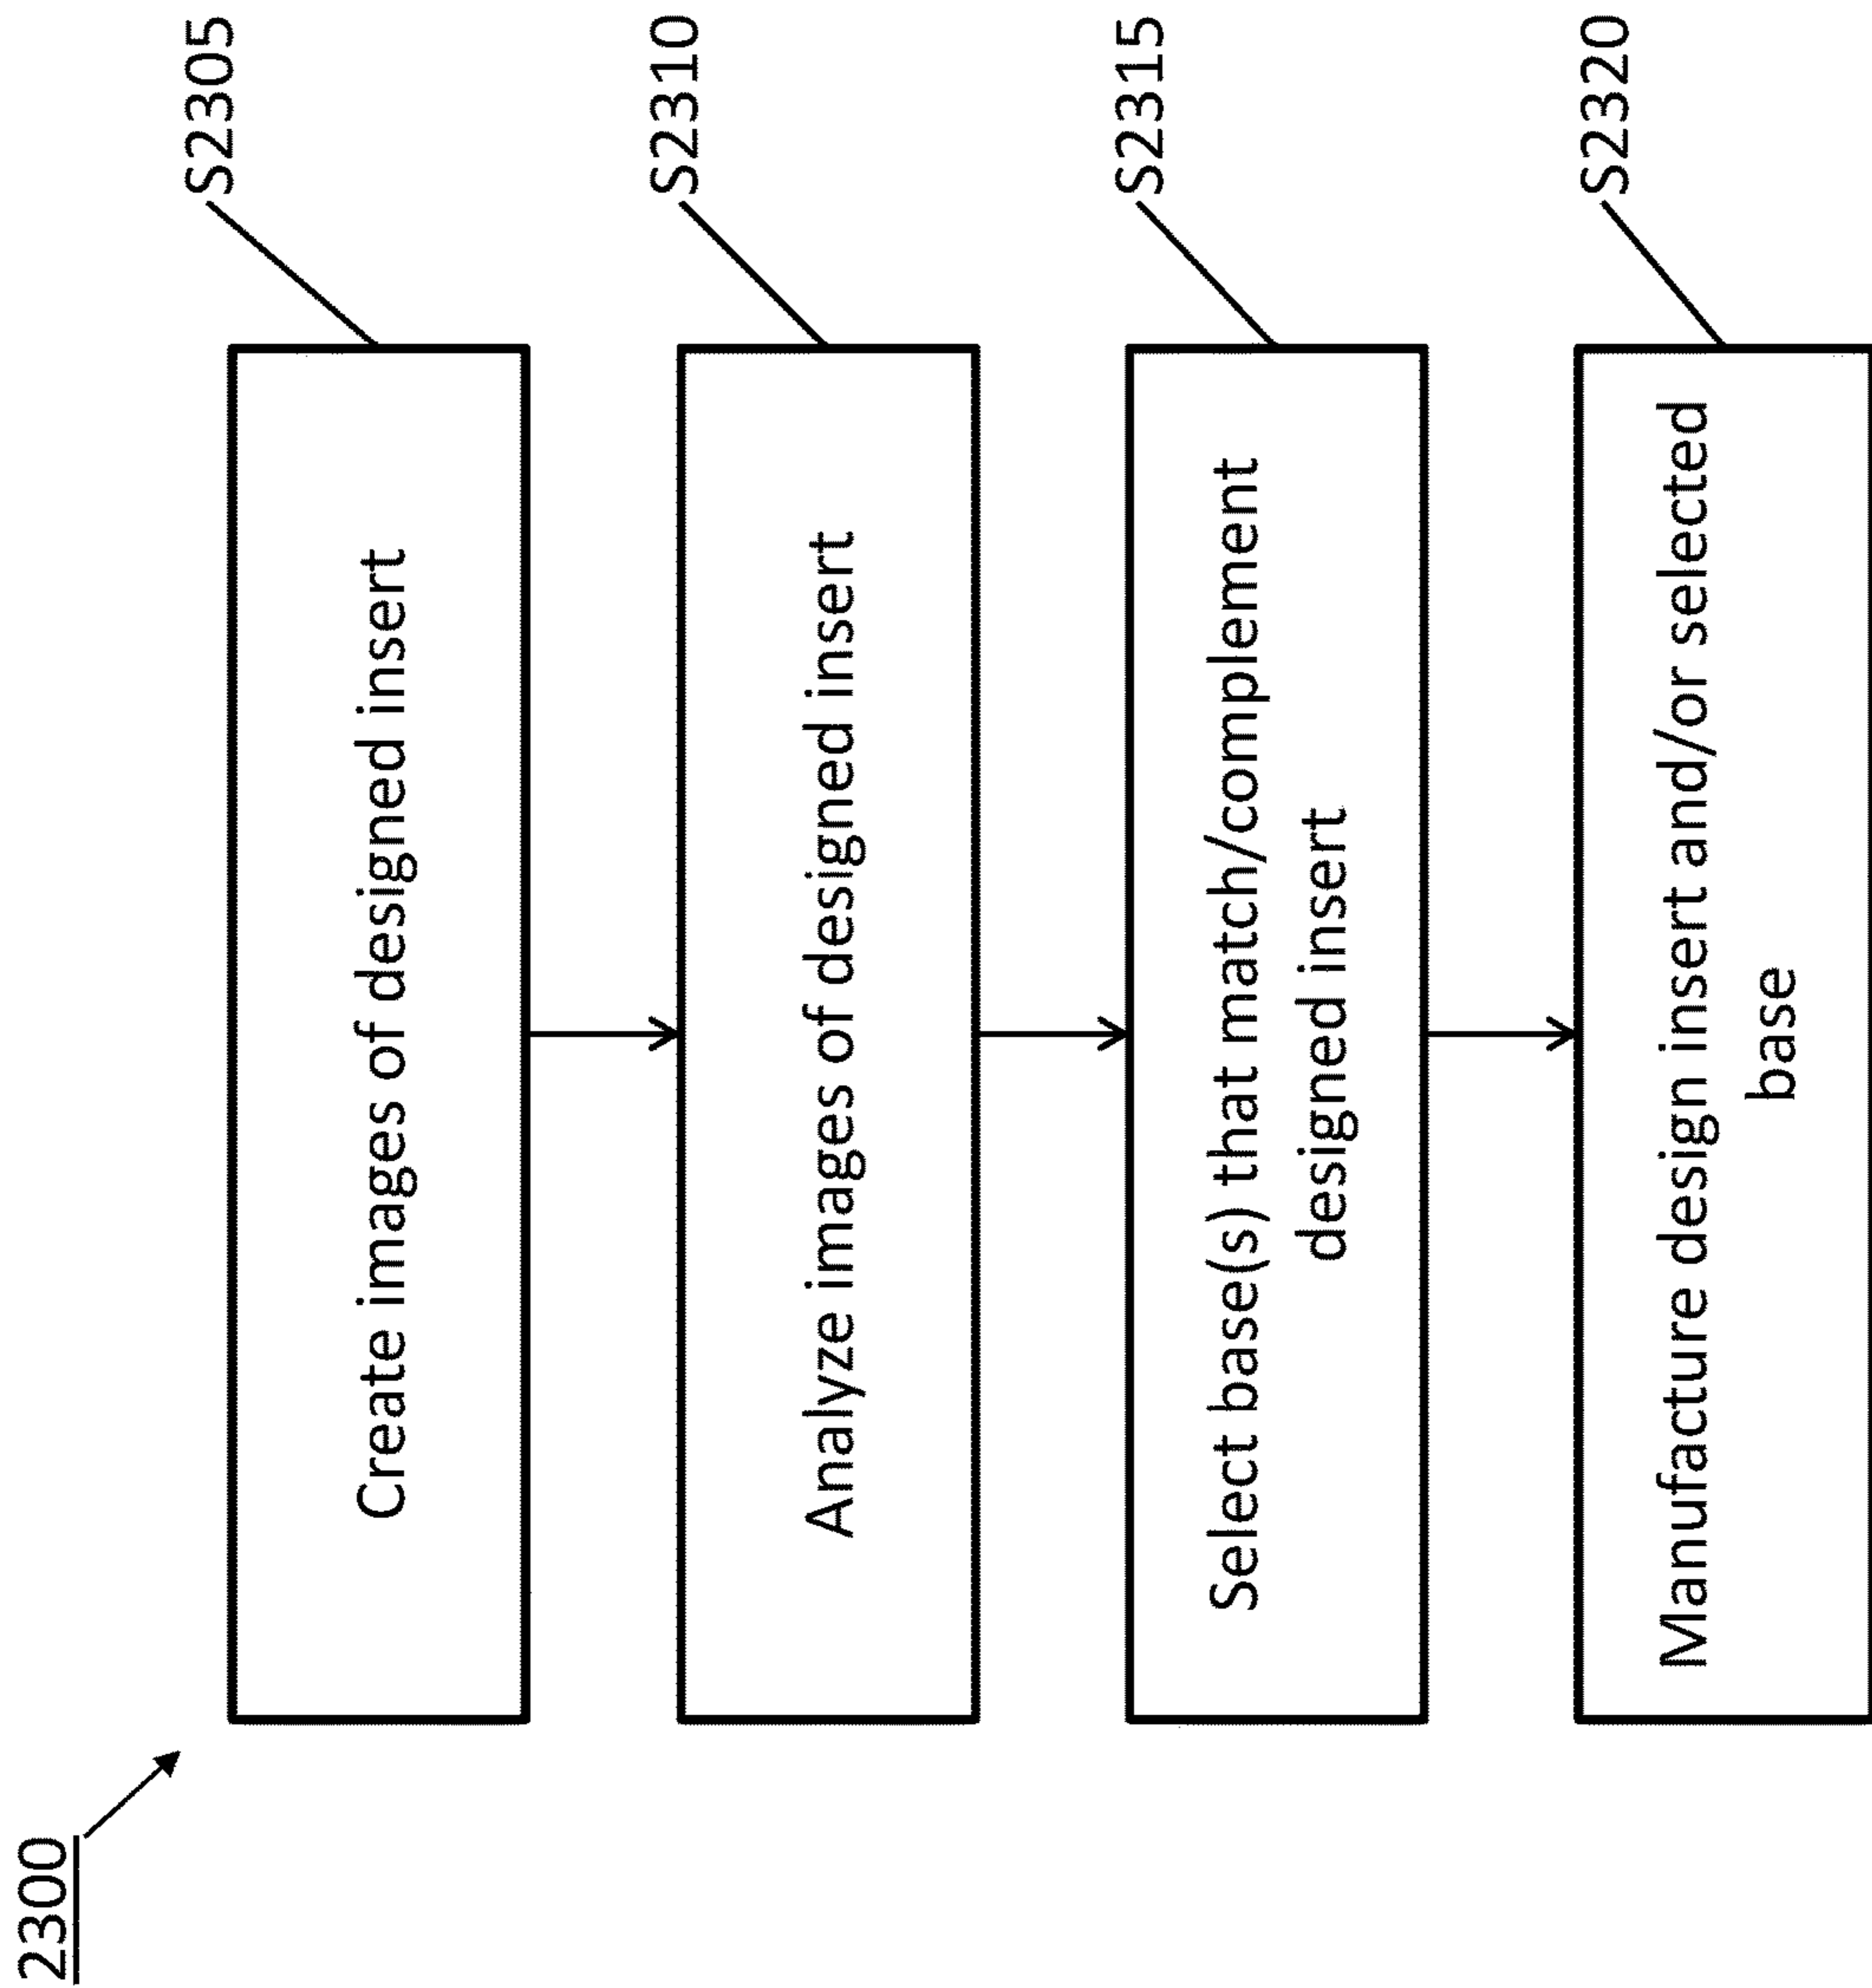 2300
S2305
Create images of designed insert
S2310
Analyze images of designed insert
S2315
Select base(s) that match/complement
designed insert
S2320
Manufacture design insert and/or selected
base